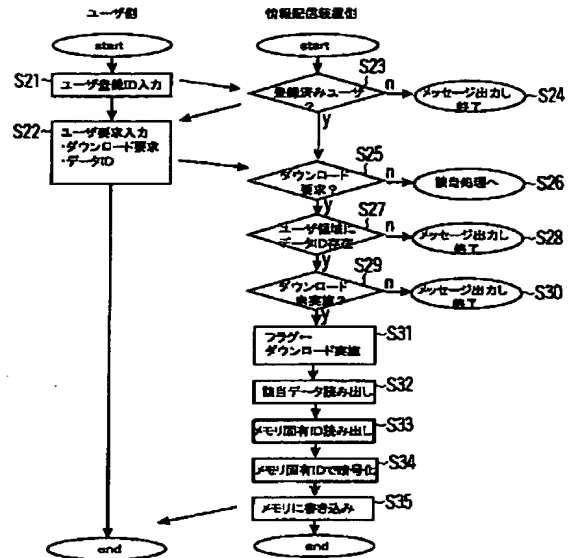 ユーザ側
情報配信装置側
start
start
S21
ユーザ登録ID入力
S23
登録済みユーザ
?
n
メッセージ出力し
終了
S24
y
S22
ユーザ要求入力
・ダウンロード要求
・データID
S25
ダウンロード
要求?
n
該当処理へ
S26
y
S27
ユーザ領域に
データID存在
n
メッセージ出力し
終了
S28
y
S29
ダウンロード
未実施?
n
メッセージ出力し
終了
S30
y
フラグー
ダウンロード実施
S31
該当データ読み出し
S32
メモリ固有ID読み出し
S33
メモリ固有IDで暗号化
S34
メモリに書き込み
S35
end
end